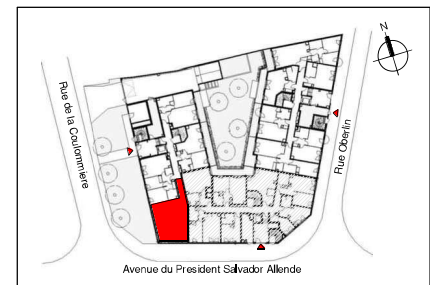 N
Rue de la Coulommiere
Rue Oberlin
Avenue du President Salvador Allende